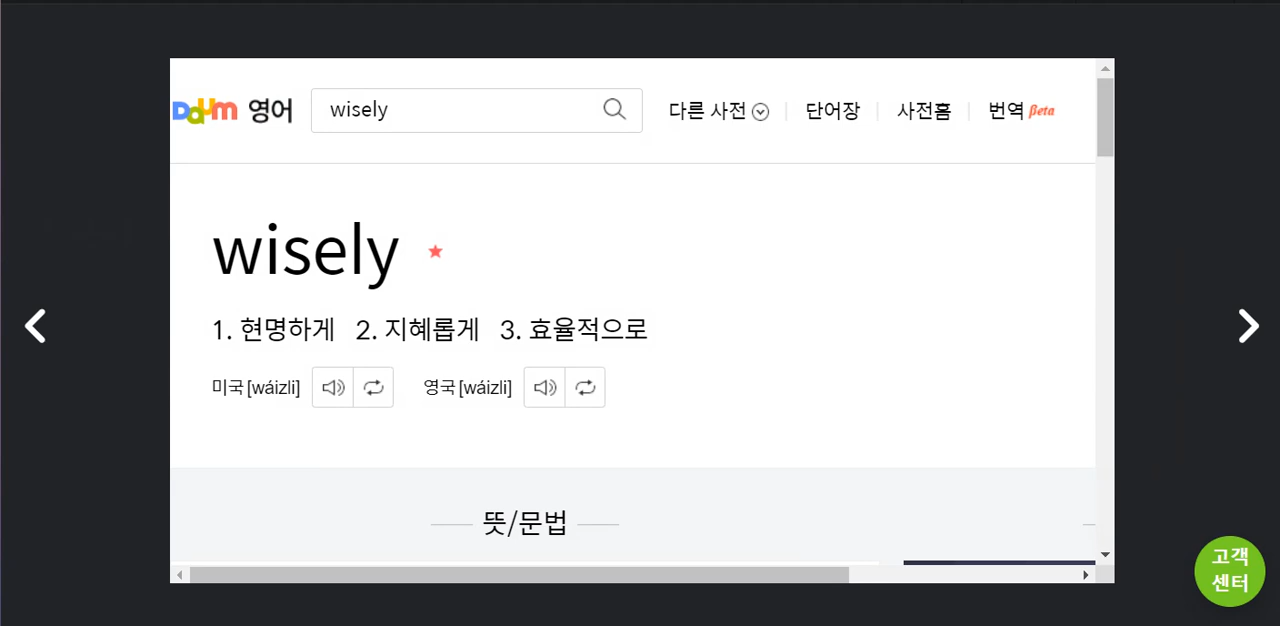 Daum 영어 wisely 다른 사전 단어장 사전홈 번역 βeta
wisely
1. 현명하게 2. 지혜롭게 3. 효율적으로
미국 [wáizli] 영국 [wáizli]
뜻/문법
고객
센터